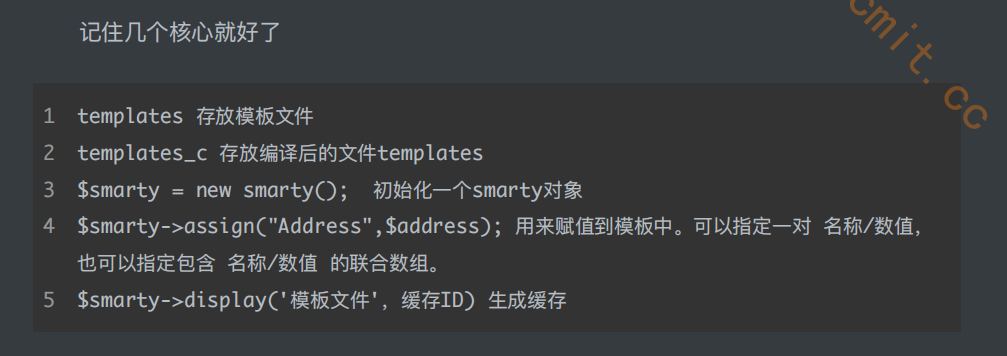 记住几个核心就好了
cmit.cc
1 templates 存放模板文件
2 templates_c 存放编译后的文件templates
3 $smarty = new smarty();  初始化一个smarty对象
4 $smarty->assign("Address",$address); 用来赋值到模板中。可以指定一对 名称/数值，
也可以指定包含 名称/数值 的联合数组。
5 $smarty->display('模板文件', 缓存ID) 生成缓存